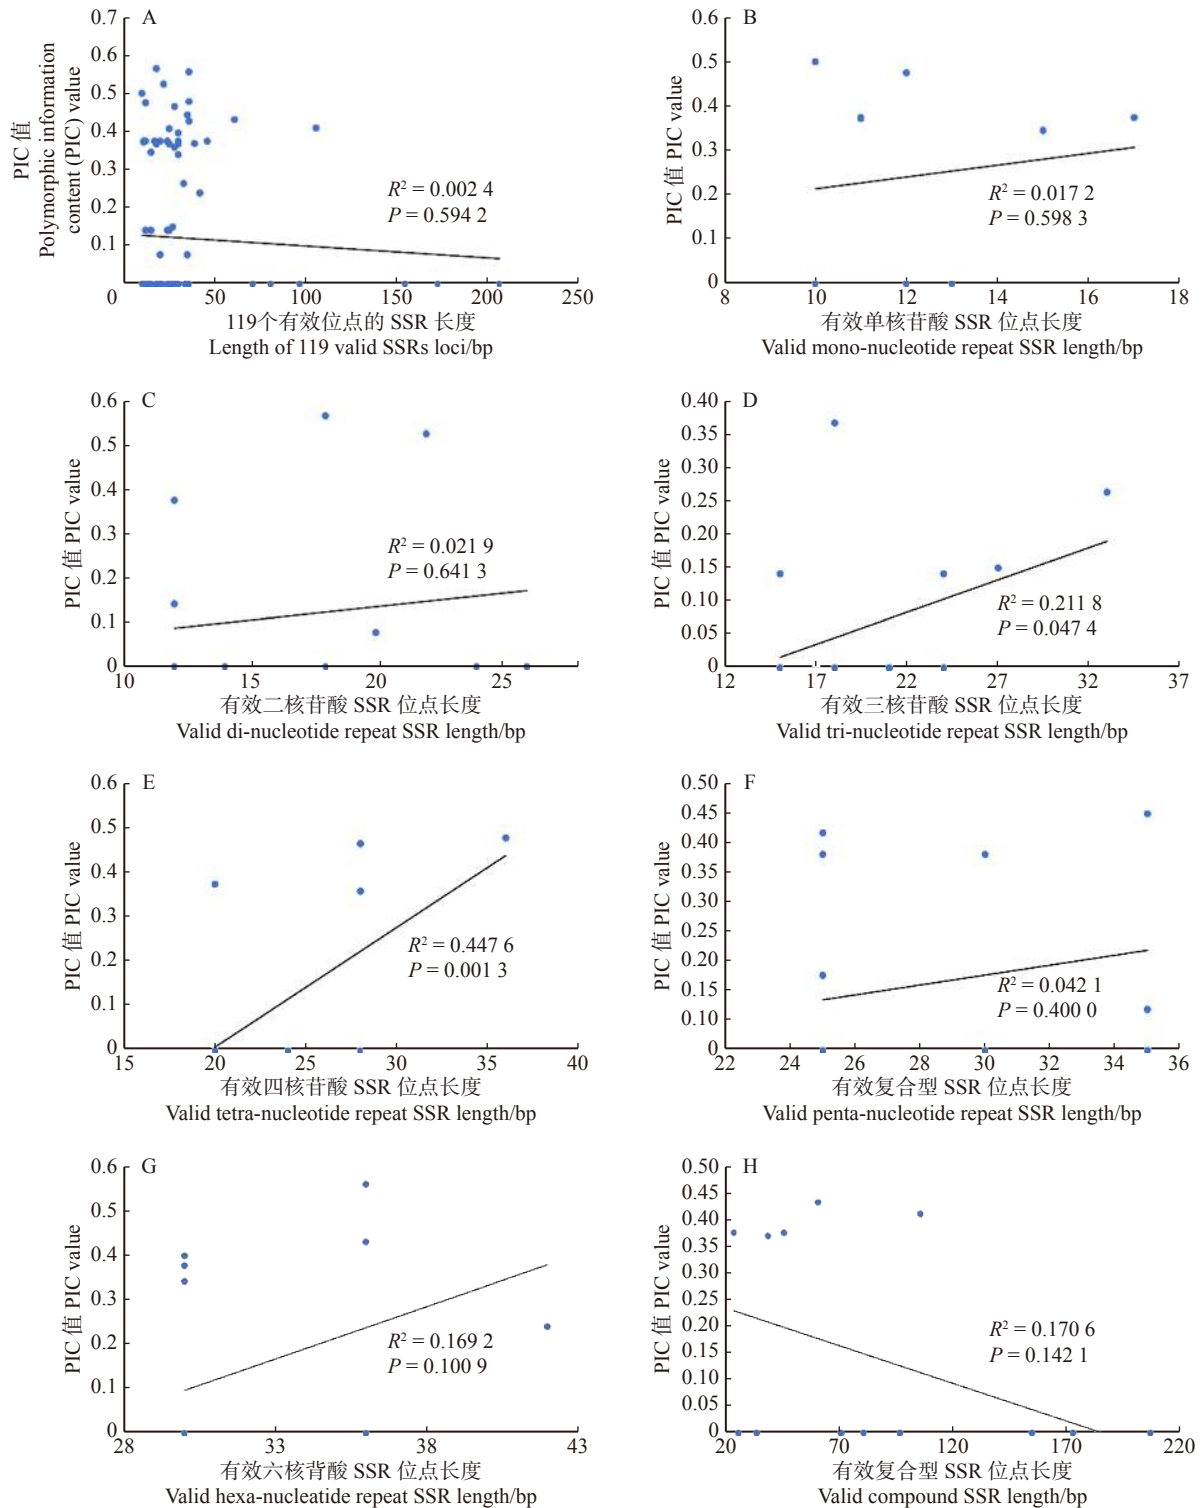 A
0.7
0.6
0.5
0.4
0.3
0.2
0.1
0
50
100
150
200
250
PIC 值
Polymorphic information
content (PIC) value
R² = 0.002 4
P = 0.594 2
119个有效位点的 SSR 长度
Length of 119 valid SSRs loci/bp
B
0.6
0.5
0.4
0.3
0.2
0.1
0
8
10
12
14
16
18
PIC 值 PIC value
R² = 0.017 2
P = 0.598 3
有效单核苷酸 SSR 位点长度
Valid mono-nucleotide repeat SSR length/bp
C
0.6
0.5
0.4
0.3
0.2
0.1
0
10
15
20
25
PIC 值 PIC value
R² = 0.021 9
P = 0.641 3
有效二核苷酸 SSR 位点长度
Valid di-nucleotide repeat SSR length/bp
D
0.40
0.35
0.30
0.25
0.20
0.15
0.10
0.05
0
12
17
22
27
32
37
PIC 值 PIC value
R² = 0.211 8
P = 0.047 4
有效三核苷酸 SSR 位点长度
Valid tri-nucleotide repeat SSR length/bp
E
0.6
0.5
0.4
0.3
0.2
0.1
0
15
20
25
30
35
40
PIC 值 PIC value
R² = 0.447 6
P = 0.001 3
有效四核苷酸 SSR 位点长度
Valid tetra-nucleotide repeat SSR length/bp
F
0.50
0.45
0.40
0.35
0.30
0.25
0.20
0.15
0.10
0.05
0
22
24
26
28
30
32
34
36
PIC 值 PIC value
R² = 0.042 1
P = 0.400 0
有效复合型 SSR 位点长度
Valid penta-nucleotide repeat SSR length/bp
G
0.6
0.5
0.4
0.3
0.2
0.1
0
28
33
38
43
PIC 值 PIC value
R² = 0.169 2
P = 0.100 9
有效六核背酸 SSR 位点长度
Valid hexa-nucleatide repeat SSR length/bp
H
0.50
0.45
0.40
0.35
0.30
0.25
0.20
0.15
0.10
0.05
0
20
70
120
170
220
PIC 值 PIC value
R² = 0.170 6
P = 0.142 1
有效复合型 SSR 位点长度
Valid compound SSR length/bp